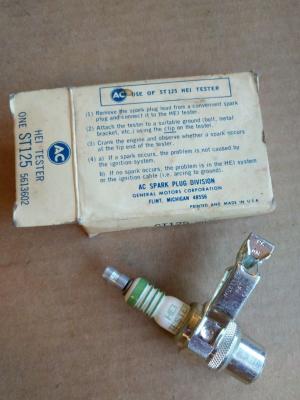 AC USE OF ST125 HEI TESTER
(1) Remove the spark plug lead from a convenient spark
plug and connect it to the HEI tester.
(2) Attach the tester to a suitable ground (bolt, metal
bracket, etc.) using the clip on the tester.
(3) Crank the engine and observe whether a spark occurs
at the tip end of the tester.
(4) a) If a spark occurs, the problem is not caused by
the ignition system.
b) If no spark occurs, the problem is in the HEI system
or the ignition cable (i.e. arcing to ground).
AC SPARK PLUG DIVISION
GENERAL MOTORS CORPORATION
FLINT, MICHIGAN 48556
PRINTED AND MADE IN U.S.A.
AC
HEI TESTER
ONE ST125 5613802
HEI